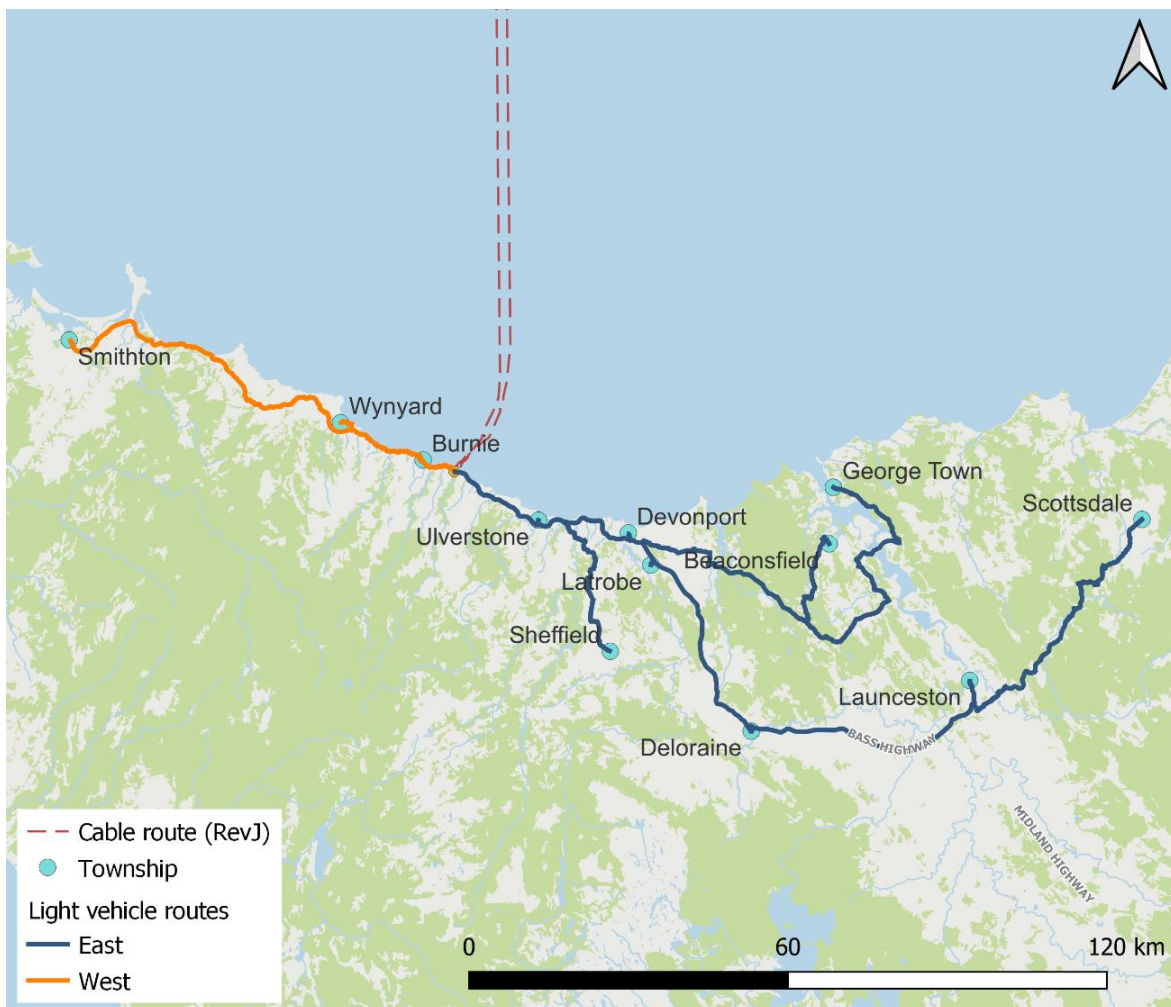 Smithton
Wynyard
Burnie
George Town
Scottsdale
Ulverstone
Devonport
Beaconsfield
Latrobe
Sheffield
Launceston
Deloraine
BASS HIGHWAY
MIDLAND HIGHWAY
Cable route (RevJ)
Township
Light vehicle routes
East
West
0 60 120 km